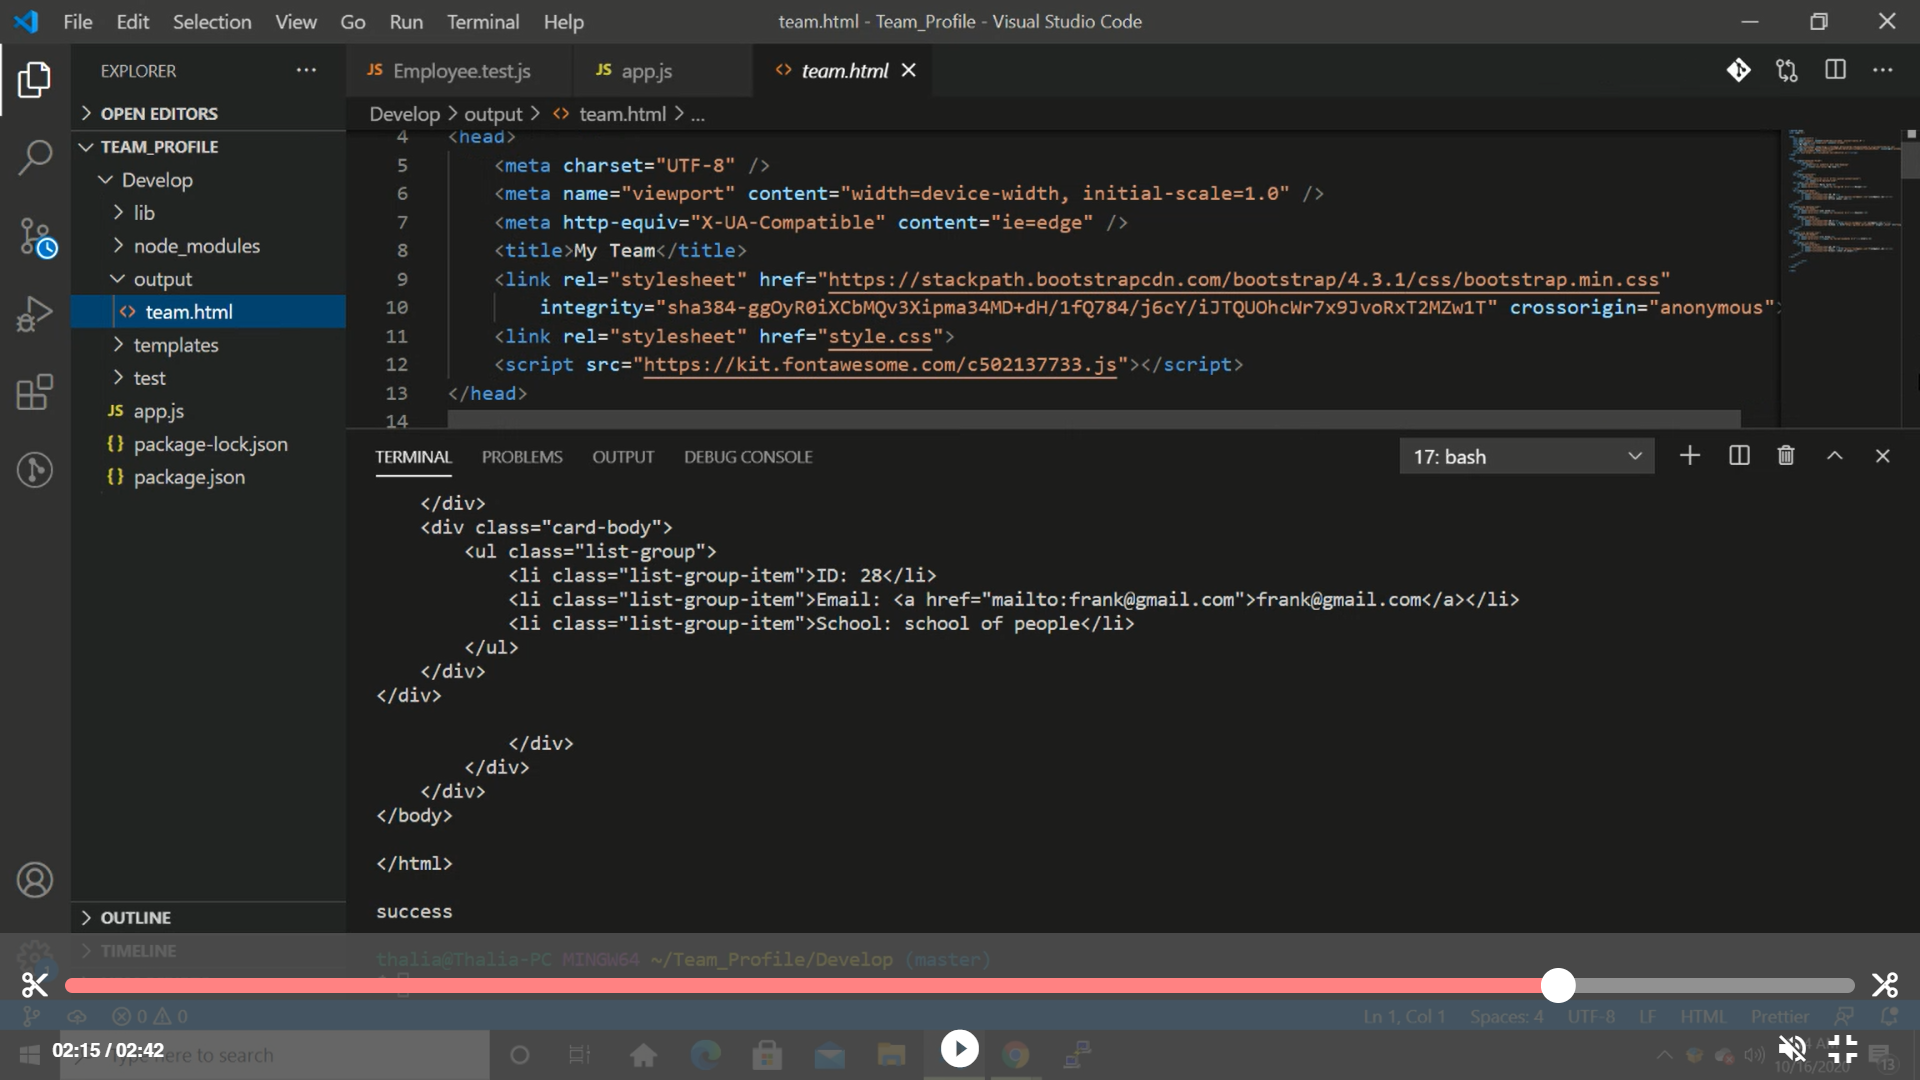 File Edit Selection View Go Run Terminal Help team.html - Team_Profile - Visual Studio Code
EXPLORER
JS Employee.test.js JS app.js <> team.html
OPEN EDITORS
TEAM_PROFILE
Develop
lib
node_modules
output
<> team.html
templates
test
JS app.js
{} package-lock.json
{} package.json
OUTLINE
TIMELINE
Develop > output > <> team.html > ...
4 <head>
5 <meta charset="UTF-8" />
6 <meta name="viewport" content="width=device-width, initial-scale=1.0" />
7 <meta http-equiv="X-UA-Compatible" content="ie=edge" />
8 <title>My Team</title>
9 <link rel="stylesheet" href="https://stackpath.bootstrapcdn.com/bootstrap/4.3.1/css/bootstrap.min.css"
10 integrity="sha384-ggOyR0iXCbMQv3Xipma34MD+dH/1fQ784/j6cY/iJTQUOhcWr7x9JvoRxT2MZw1T" crossorigin="anonymous">
11 <link rel="stylesheet" href="style.css">
12 <script src="https://kit.fontawesome.com/c502137733.js"></script>
13 </head>
14
TERMINAL PROBLEMS OUTPUT DEBUG CONSOLE 17: bash
</div>
<div class="card-body">
<ul class="list-group">
<li class="list-group-item">ID: 28</li>
<li class="list-group-item">Email: <a href="mailto:frank@gmail.com">frank@gmail.com</a></li>
<li class="list-group-item">School: school of people</li>
</ul>
</div>
</div>
</div>
</div>
</div>
</body>
</html>
success
thalia@Thalia-PC MINGW64 ~/Team_Profile/Develop (master)
0 0 Ln 1, Col 1 Spaces: 4 UTF-8 LF HTML Prettier
02:15 / 02:42 here to search
10/16/2020 13